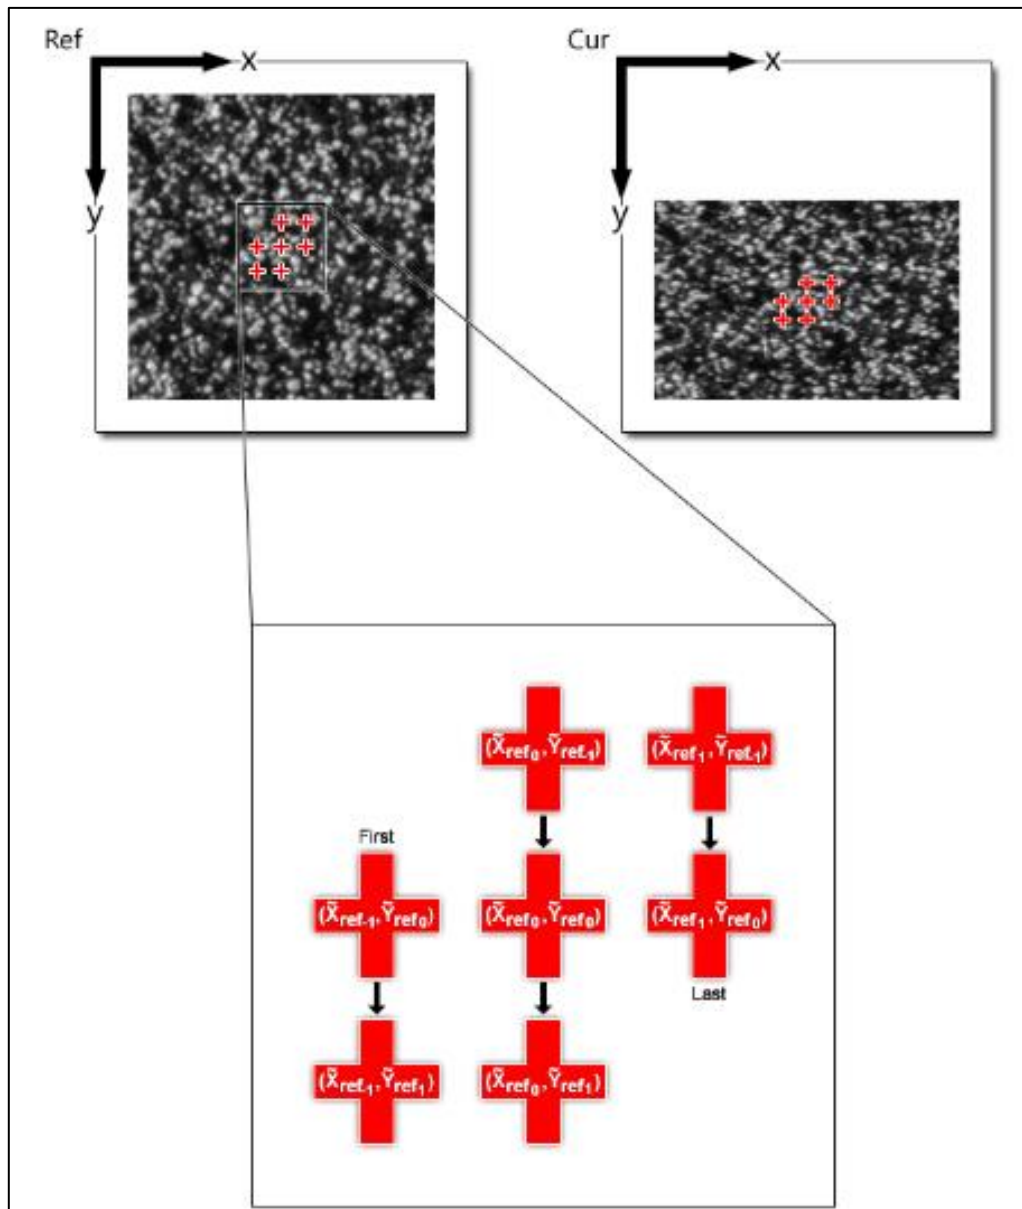 Ref
Cur
x
x
y
y
(X̃ref₀,Ỹref₋₁)
(X̃ref₁,Ỹref₋₁)
First
(X̃ref₋₁,Ỹref₀)
(X̃ref₀,Ỹref₀)
(X̃ref₁,Ỹref₀)
Last
(X̃ref₋₁,Ỹref₁)
(X̃ref₀,Ỹref₁)